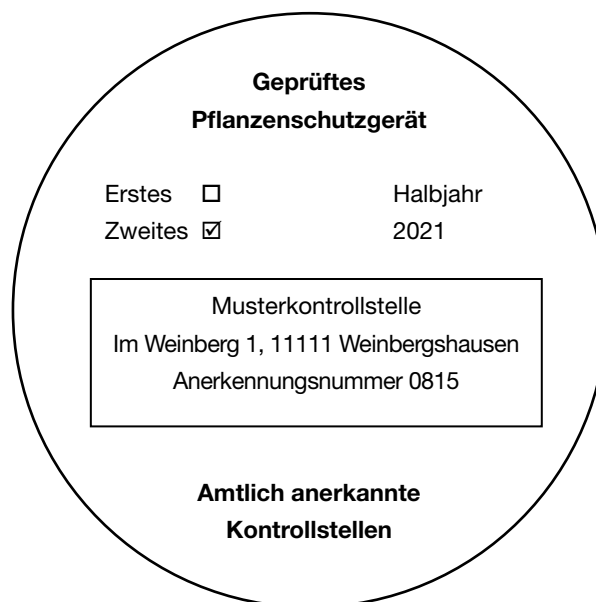 Geprüftes
Pflanzenschutzgerät
Erstes ☐ Halbjahr
Zweites ☑ 2021
Musterkontrollstelle
Im Weinberg 1, 11111 Weinbergshausen
Anerkennungsnummer 0815
Amtlich anerkannte
Kontrollstellen